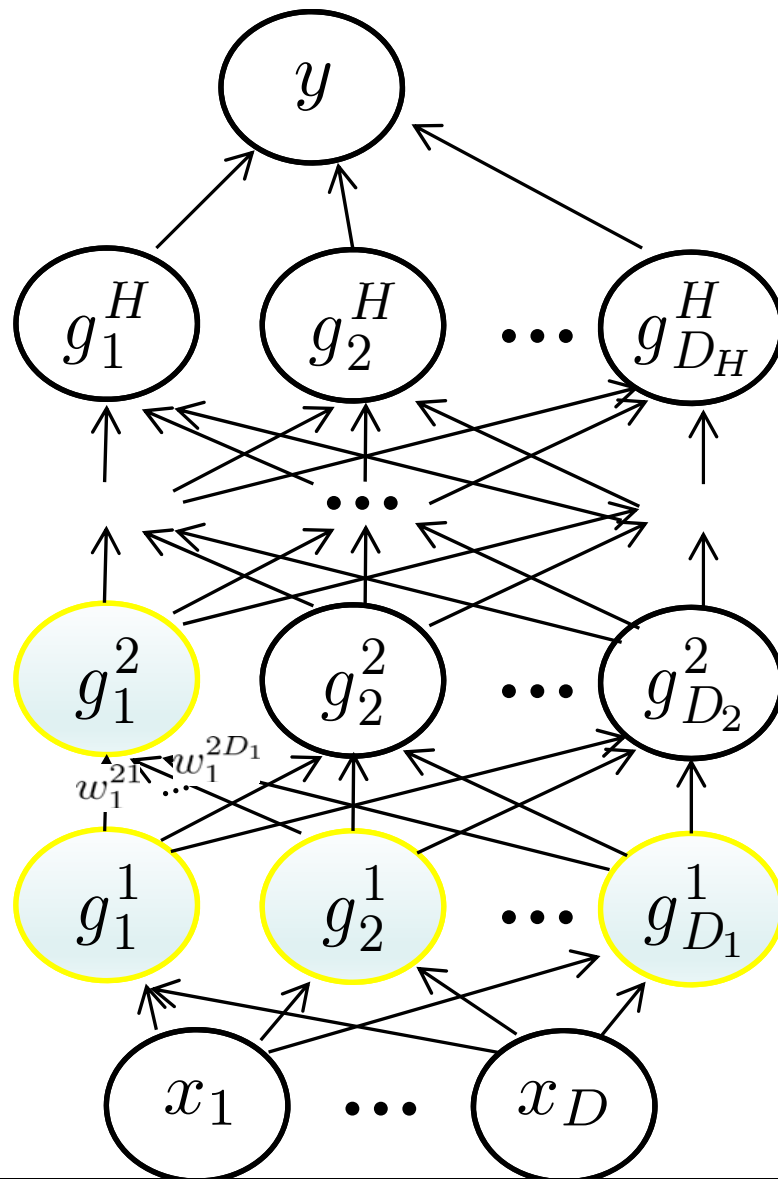 y
g_1^H g_2^H ••• g_{D_H}^H
•••
g_1^2 g_2^2 ••• g_{D_2}^2
w_1^{21} ... w_1^{2D_1}
g_1^1 g_2^1 ••• g_{D_1}^1
x_1 ••• x_D